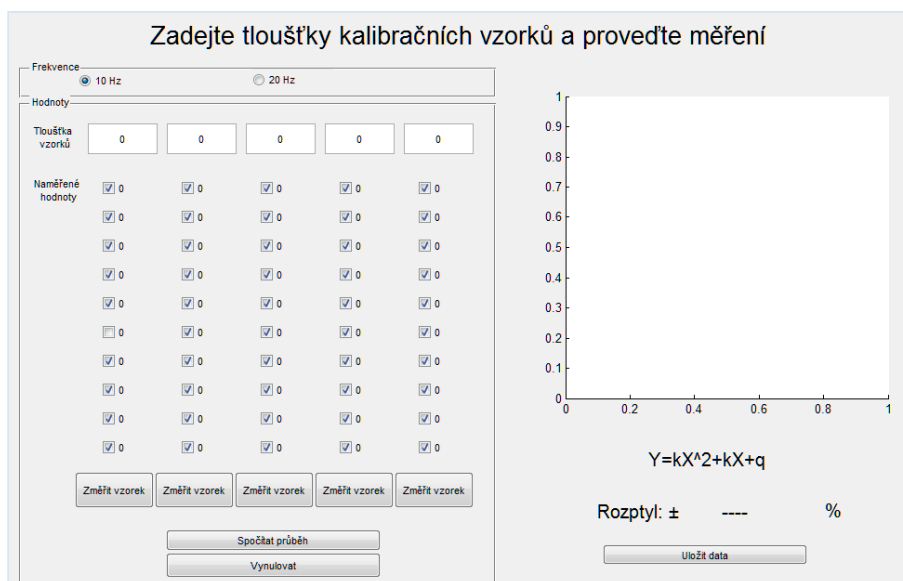 Zadejte tloušťky kalibračních vzorků a proveďte měření
Frekvence
10 Hz 20 Hz
Hodnoty
Tloušťka
vzorků
0 0 0 0 0
Naměřené
hodnoty
0 0 0 0 0
0 0 0 0 0
0 0 0 0 0
0 0 0 0 0
0 0 0 0 0
0 0 0 0 0
0 0 0 0 0
0 0 0 0 0
0 0 0 0 0
0 0 0 0 0
Změřit vzorek Změřit vzorek Změřit vzorek Změřit vzorek Změřit vzorek
Spočítat průběh
Vynulovat
1
0.9
0.8
0.7
0.6
0.5
0.4
0.3
0.2
0.1
0
0 0.2 0.4 0.6 0.8 1
Y=kX^2+kX+q
Rozptyl: ± ---- %
Uložit data